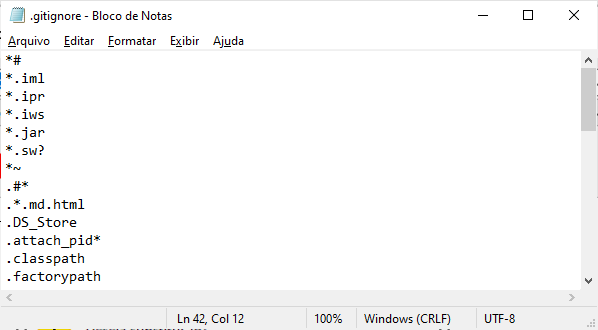 .gitignore - Bloco de Notas
Arquivo Editar Formatar Exibir Ajuda
*#
*.iml
*.ipr
*.iws
*.jar
*.sw?
*~
.#*
.*.md.html
.DS_Store
.attach_pid*
.classpath
.factorypath
Ln 42, Col 12 100% Windows (CRLF) UTF-8